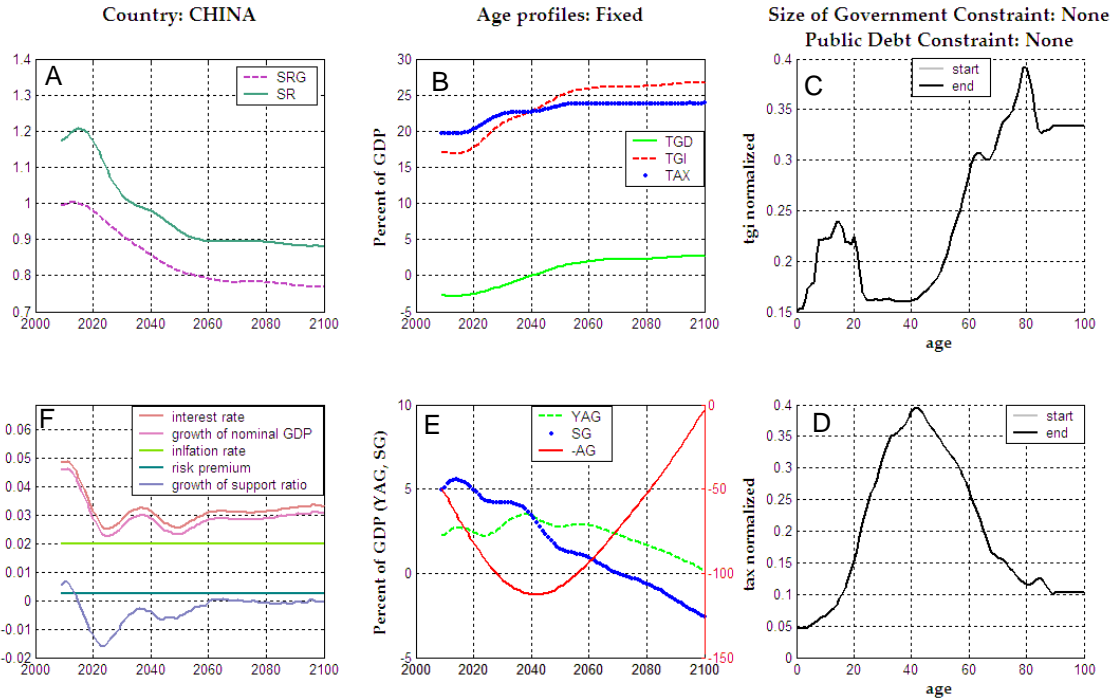 Country: CHINA
Age profiles: Fixed
Size of Government Constraint: None
Public Debt Constraint: None
A
SRG
SR
1.4
1.3
1.2
1.1
1
0.9
0.8
0.7
2000 2020 2040 2060 2080 2100
B
TGD
TGI
TAX
Percent of GDP
30
25
20
15
10
5
0
-5
2000 2020 2040 2060 2080 2100
C
start
end
tgi normalized
0.4
0.35
0.3
0.25
0.2
0.15
0 20 40 60 80 100
age
F
interest rate
growth of nominal GDP
inlfation rate
risk premium
growth of support ratio
0.06
0.05
0.04
0.03
0.02
0.01
0
-0.01
-0.02
2000 2020 2040 2060 2080 2100
E
YAG
SG
-AG
Percent of GDP (YAG, SG)
10
5
0
-5
0
-50
-100
-150
2000 2020 2040 2060 2080 2100
D
start
end
tax normalized
0.4
0.35
0.3
0.25
0.2
0.15
0.1
0.05
0
0 20 40 60 80 100
age